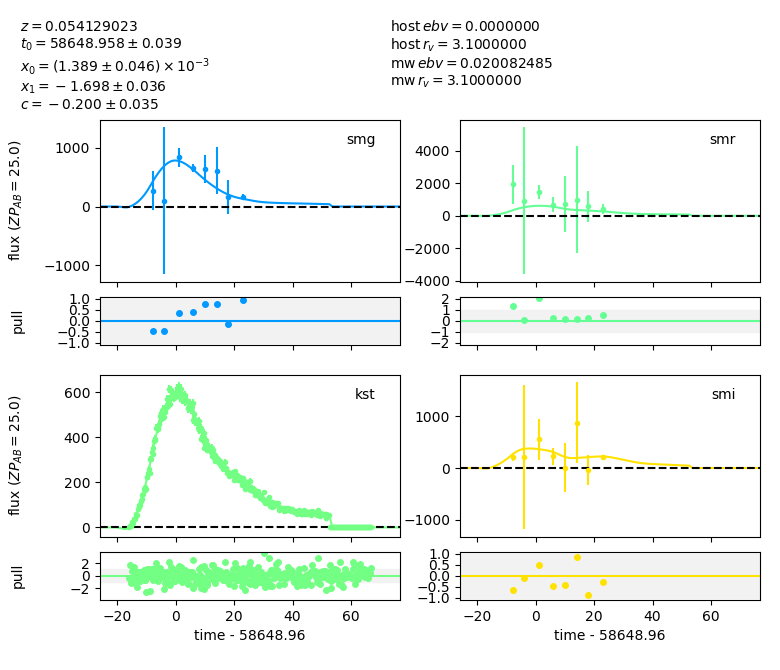 z = 0.054129023
t₀ = 58648.958 ± 0.039
x₀ = (1.389 ± 0.046) × 10⁻³
x₁ = −1.698 ± 0.036
c = −0.200 ± 0.035
host ebv = 0.0000000
host r_v = 3.1000000
mw ebv = 0.020082485
mw r_v = 3.1000000
flux (ZP_AB = 25.0)
1000
0
−1000
smg
4000
2000
0
−2000
−4000
smr
pull
1.0
0.5
0.0
−0.5
−1.0
2
1
0
−1
−2
flux (ZP_AB = 25.0)
600
400
200
0
kst
1000
0
−1000
smi
pull
2
0
−2
1.0
0.5
0.0
−0.5
−1.0
−20 0 20 40 60
−20 0 20 40 60
time - 58648.96
time - 58648.96